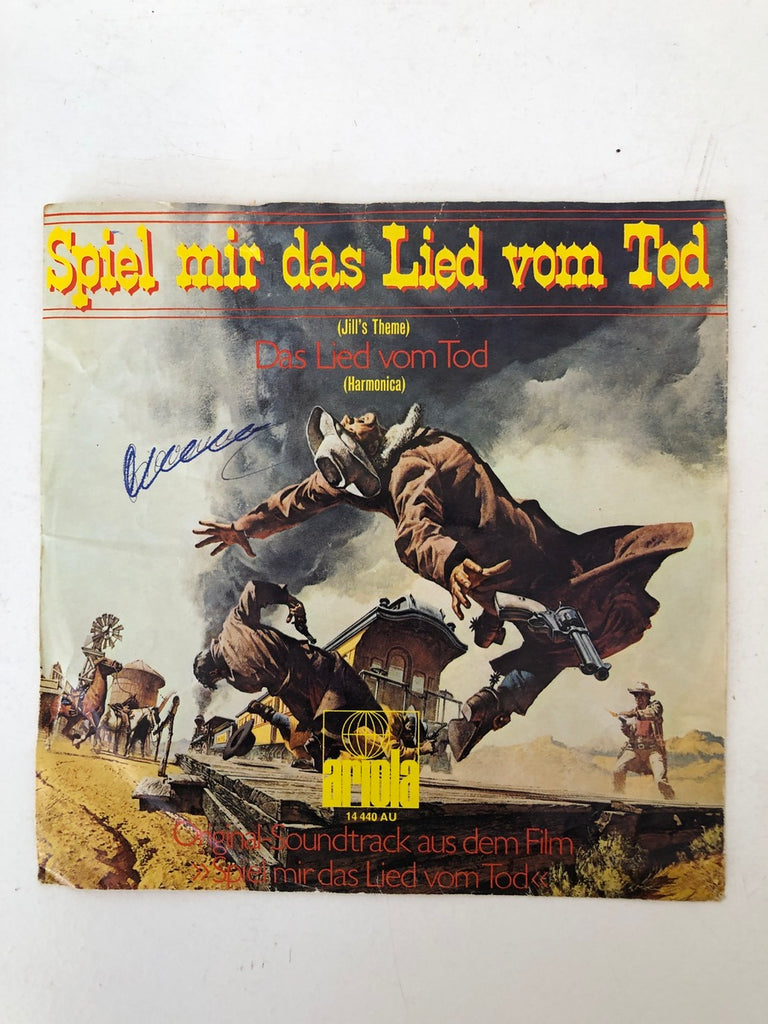 Spiel mir das Lied vom Tod
(Jill's Theme)
Das Lied vom Tod
(Harmonica)
ariola
14 440 AU
Original-Soundtrack aus dem Film
»Spiel mir das Lied vom Tod«